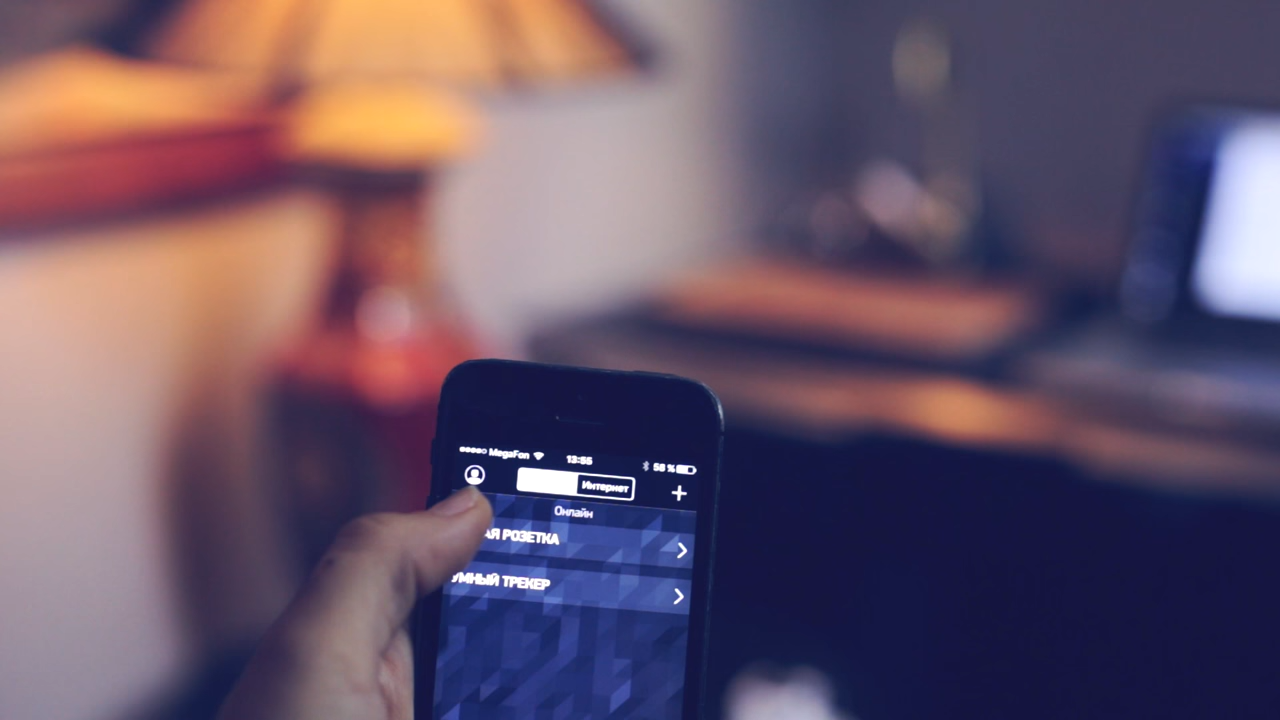 MegaFon 13:55 58 %
Интернет
Онлайн
АЯ РОЗЕТКА
УМНЫЙ ТРЕКЕР